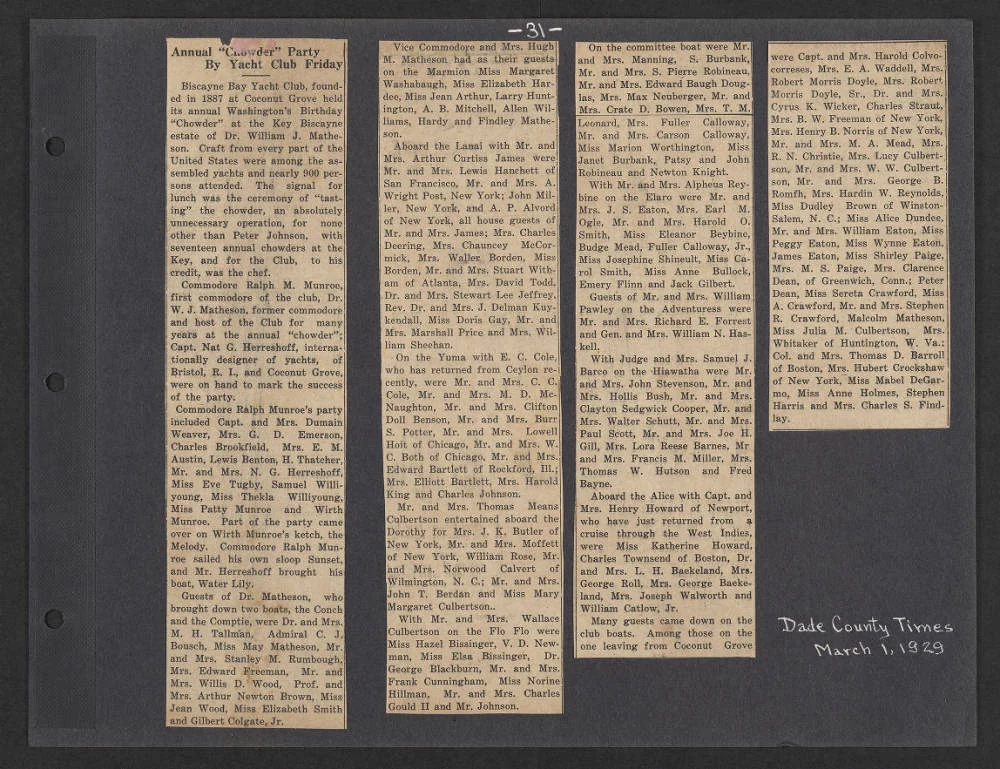 -31-
Annual "Chowder" Party
By Yacht Club Friday
Biscayne Bay Yacht Club, found-
ed in 1887 at Coconut Grove held
its annual Washington's Birthday
"Chowder" at the Key Biscayne
estate of Dr. William J. Mathe-
son. Craft from every part of the
United States were among the as-
sembled yachts and nearly 900 per-
sons attended. The signal for
lunch was the ceremony of "tast-
ing" the chowder, an absolutely
unnecessary operation, for none
other than Peter Johnson, with
seventeen annual chowders at the
Key, and for the Club, to his
credit, was the chef.
Commodore Ralph M. Munroe,
first commodore of the club, Dr.
W. J. Matheson, former commodore
and host of the Club for many
years at the annual "chowder";
Capt. Nat G. Herreshoff, interna-
tionally designer of yachts, of
Bristol, R. I., and Coconut Grove,
were on hand to mark the success
of the party.
Commodore Ralph Munroe's party
included Capt. and Mrs. Dumain
Weaver, Mrs. G. D. Emerson,
Charles Brookfield, Mrs. E. M.
Austin, Lewis Benton, H. Thatcher,
Mr. and Mrs. N. G. Herreshoff,
Miss Eve Tugby, Samuel Willi-
young, Miss Thekla Williyoung,
Miss Patty Munroe and Wirth
Munroe. Part of the party came
over on Wirth Munroe's ketch, the
Melody. Commodore Ralph Mun-
roe sailed his own sloop Sunset,
and Mr. Herreshoff brought his
boat, Water Lily.
Guests of Dr. Matheson, who
brought down two boats, the Conch
and the Comptie, were Dr. and Mrs.
M. H. Tallman, Admiral C. J.
Bousch, Miss May Matheson, Mr.
and Mrs. Stanley M. Rumbough,
Mrs. Edward Freeman, Mr. and
Mrs. Willis D. Wood, Prof. and
Mrs. Arthur Newton Brown, Miss
Jean Wood, Miss Elizabeth Smith
and Gilbert Colgate, Jr.
Vice Commodore and Mrs. Hugh
M. Matheson had as their guests
on the Marmion Miss Margaret
Washabaugh, Miss Elizabeth Har-
dee, Miss Jean Arthur, Larry Hunt-
ington, A. B. Mitchell, Allen Wil-
liams, Hardy and Findley Mathe-
son.
Aboard the Lanai with Mr. and
Mrs. Arthur Curtiss James were
Mr. and Mrs. Lewis Hanchett of
San Francisco, Mr. and Mrs. A.
Wright Post, New York; John Mil-
ler, New York, and A. P. Alvord
of New York, all house guests of
Mr. and Mrs. James; Mrs. Charles
Deering, Mrs. Chauncey McCor-
mick, Mrs. Waller Borden, Miss
Borden, Mr. and Mrs. Stuart With-
am of Atlanta, Mrs. David Todd,
Dr. and Mrs. Stewart Lee Jeffrey,
Rev. Dr. and Mrs. J. Delman Kuy-
kendall, Miss Doris Gay, Mr. and
Mrs. Marshall Price and Mrs. Wil-
liam Sheehan.
On the Yuma with E. C. Cole,
who has returned from Ceylon re-
cently, were Mr. and Mrs. C. C.
Cole, Mr. and Mrs. M. D. Mc-
Naughton, Mr. and Mrs. Clifton
Doll Benson, Mr. and Mrs. Burr
S. Potter, Mr. and Mrs. Lowell
Hoit of Chicago, Mr. and Mrs. W.
C. Both of Chicago, Mr. and Mrs.
Edward Bartlett of Rockford, Ill.;
Mrs. Elliott Bartlett, Mrs. Harold
King and Charles Johnson.
Mr. and Mrs. Thomas Means
Culbertson entertained aboard the
Dorothy for Mrs. J. K. Butler of
New York, Mr. and Mrs. Moffett
of New York, William Rose, Mr.
and Mrs. Norwood Calvert of
Wilmington, N. C.; Mr. and Mrs.
John T. Berdan and Miss Mary
Margaret Culbertson..
With Mr. and Mrs. Wallace
Culbertson on the Flo Flo were
Miss Hazel Bissinger, V. D. New-
man, Miss Elsa Bissinger, Dr.
George Blackburn, Mr. and Mrs.
Frank Cunningham, Miss Norine
Hillman, Mr. and Mrs. Charles
Gould II and Mr. Johnson.
On the committee boat were Mr.
and Mrs. Manning, S. Burbank,
Mr. and Mrs. S. Pierre Robineau,
Mr. and Mrs. Edward Baugh Doug-
las, Mrs. Max Neuberger, Mr. and
Mrs. Crate D. Bowen, Mrs. T. M.
Leonard, Mrs. Fuller Calloway,
Mr. and Mrs. Carson Calloway,
Miss Marion Worthington, Miss
Janet Burbank, Patsy and John
Robineau and Newton Knight.
With Mr. and Mrs. Alpheus Rey-
bine on the Elaro were Mr. and
Mrs. J. S. Eaton, Mrs. Earl M.
Ogle, Mr. and Mrs. Harold O.
Smith, Miss Eleanor Beybine,
Budge Mead, Fuller Calloway, Jr.,
Miss Josephine Shineult, Miss Ca-
rol Smith, Miss Anne Bullock,
Emery Flinn and Jack Gilbert.
Guests of Mr. and Mrs. William
Pawley on the Adventuress were
Mr. and Mrs. Richard E. Forrest
and Gen. and Mrs. William N. Has-
kell.
With Judge and Mrs. Samuel J.
Barco on the Hiawatha were Mr.
and Mrs. John Stevenson, Mr. and
Mrs. Hollis Bush, Mr. and Mrs.
Clayton Sedgwick Cooper, Mr. and
Mrs. Walter Schutt, Mr. and Mrs.
Paul Scott, Mr. and Mrs. Joe H.
Gill, Mrs. Lora Reese Barnes, Mr
and Mrs. Francis M. Miller, Mrs.
Thomas W. Hutson and Fred
Bayne.
Aboard the Alice with Capt. and
Mrs. Henry Howard of Newport,
who have just returned from a
cruise through the West Indies,
were Miss Katherine Howard,
Charles Townsend of Boston, Dr.
and Mrs. L. H. Baekeland, Mrs.
George Roll, Mrs. George Baeke-
land, Mrs. Joseph Walworth and
William Catlow, Jr.
Many guests came down on the
club boats. Among those on the
one leaving from Coconut Grove
were Capt. and Mrs. Harold Colvo-
correses, Mrs. E. A. Waddell, Mrs.
Robert Morris Doyle, Mrs. Robert
Morris Doyle, Sr., Dr. and Mrs.
Cyrus K. Wicker, Charles Straut,
Mrs. B. W. Freeman of New York,
Mrs. Henry B. Norris of New York,
Mr. and Mrs. M. A. Mead, Mrs.
R. N. Christie, Mrs. Lucy Culbert-
son, Mr. and Mrs. W. W. Culbert-
son, Mr. and Mrs. George B.
Romfh, Mrs. Hardin W. Reynolds,
Miss Dudley Brown of Winston-
Salem, N. C.; Miss Alice Dundee,
Mr. and Mrs. William Eaton, Miss
Peggy Eaton, Miss Wynne Eaton,
James Eaton, Miss Shirley Paige,
Mrs. M. S. Paige, Mrs. Clarence
Dean, of Greenwich, Conn.; Peter
Dean, Miss Sereta Crawford, Miss
A. Crawford, Mr. and Mrs. Stephen
R. Crawford, Malcolm Matheson,
Miss Julia M. Culbertson, Mrs.
Whitaker of Huntington, W. Va.;
Col. and Mrs. Thomas D. Barroll
of Boston, Mrs. Hubert Crockshaw
of New York, Miss Mabel DeGar-
mo, Miss Anne Holmes, Stephen
Harris and Mrs. Charles S. Find-
lay.
Dade County Times
March 1, 1929